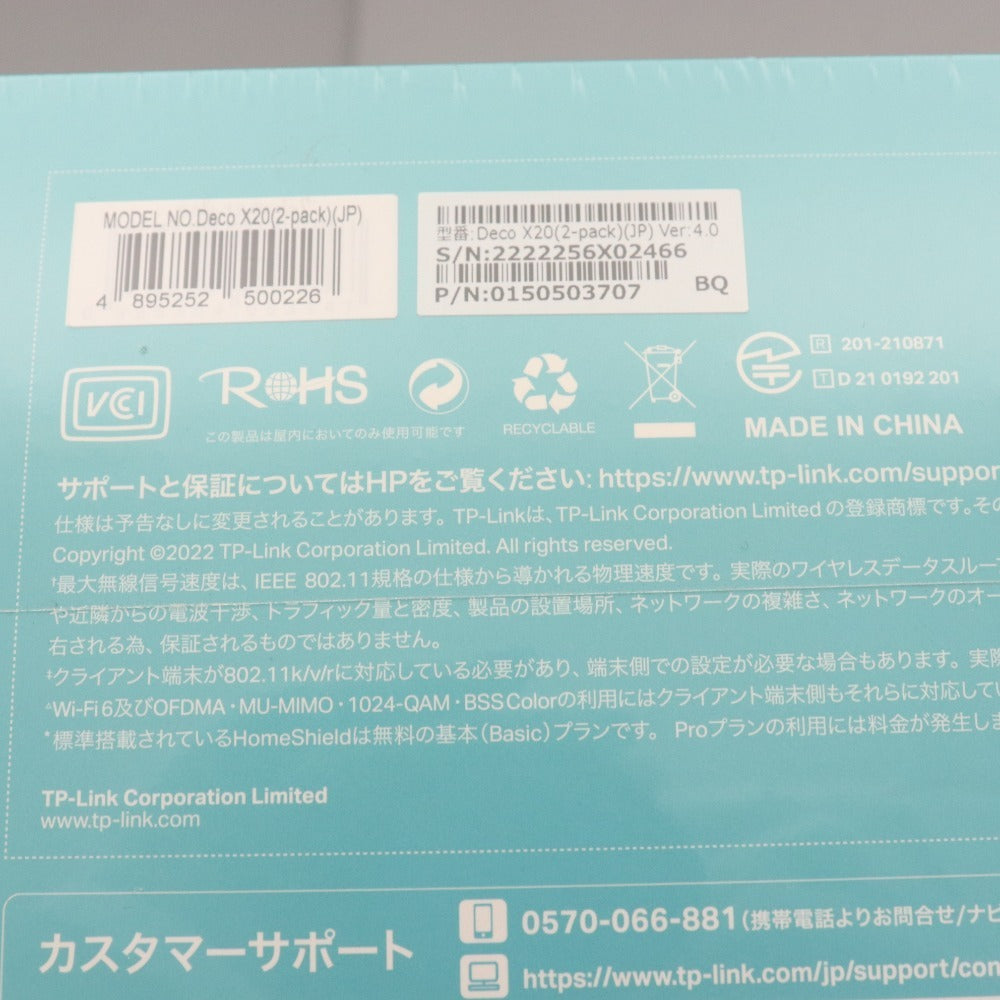 MODEL NO.Deco X20(2-pack)(JP)
4 895252 500226
型番:Deco X20(2-pack)(JP) Ver:4.0
S/N:2222256X02466
P/N:0150503707
BQ
VCCI
RoHS
この製品は屋内においてのみ使用可能です
RECYCLABLE
R 201-210871
T D 21 0192 201
MADE IN CHINA
サポートと保証についてはHPをご覧ください: https://www.tp-link.com/suppor
仕様は予告なしに変更されることがあります。TP-Linkは、TP-Link Corporation Limited の登録商標です。その
Copyright ©2022 TP-Link Corporation Limited. All rights reserved.
†最大無線信号速度は、IEEE 802.11規格の仕様から導かれる物理速度です。実際のワイヤレスデータスルー
や近隣からの電波干渉、トラフィック量と密度、製品の設置場所、ネットワークの複雑さ、ネットワークのオー
右される為、保証されるものではありません。
‡クライアント端末が802.11k/v/rに対応している必要があり、端末側での設定が必要な場合もあります。実際
△Wi-Fi 6及びOFDMA・MU-MIMO・1024-QAM・BSS Colorの利用にはクライアント端末側もそれらに対応してい
*標準搭載されているHomeShieldは無料の基本(Basic)プランです。 Proプランの利用には料金が発生しま
TP-Link Corporation Limited
www.tp-link.com
カスタマーサポート
0570-066-881(携帯電話よりお問合せ/ナビ
https://www.tp-link.com/jp/support/con